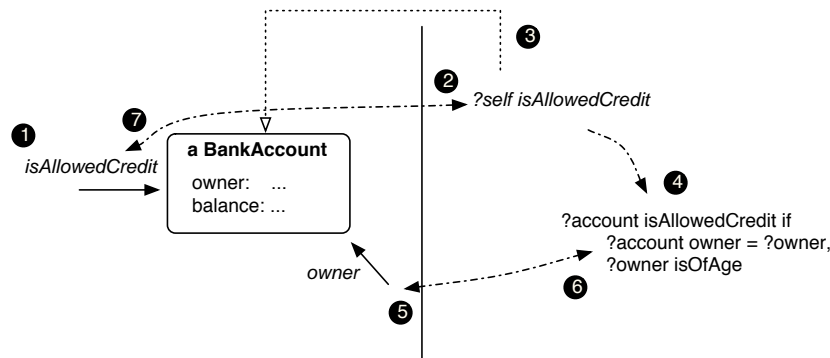 3
2
?self isAllowedCredit
7
1
a BankAccount
isAllowedCredit
owner: ...
balance: ...
4
?account isAllowedCredit if
?account owner = ?owner,
?owner isOfAge
owner
6
5